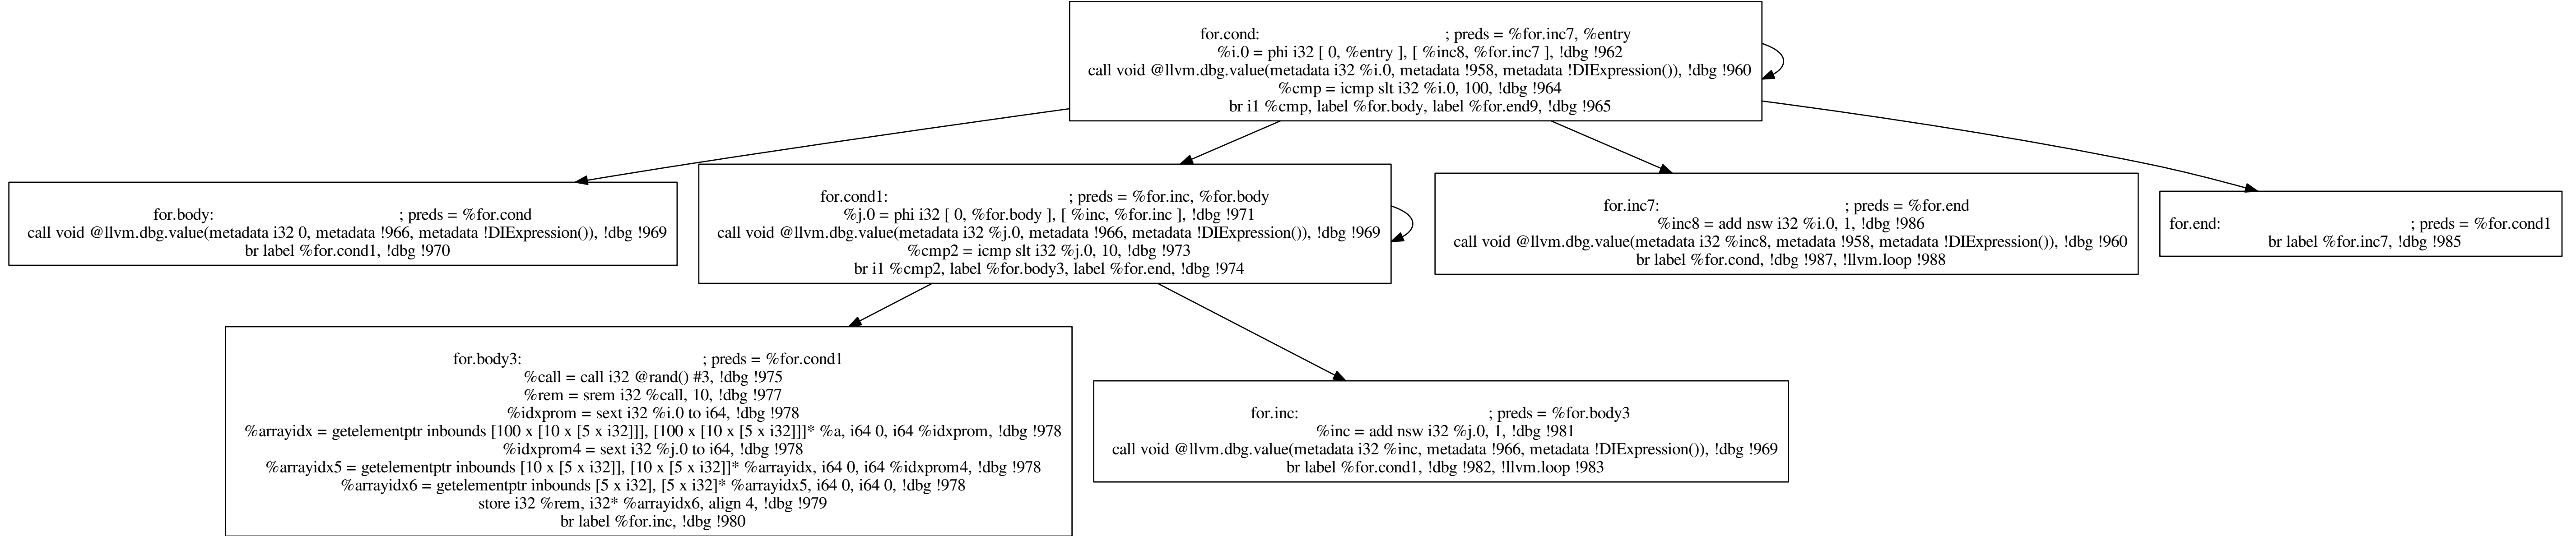 for.cond: ; preds = %for.inc7, %entry
%i.0 = phi i32 [ 0, %entry ], [ %inc8, %for.inc7 ], !dbg !962
call void @llvm.dbg.value(metadata i32 %i.0, metadata !958, metadata !DIExpression()), !dbg !960
%cmp = icmp slt i32 %i.0, 100, !dbg !964
br i1 %cmp, label %for.body, label %for.end9, !dbg !965
for.body: ; preds = %for.cond
call void @llvm.dbg.value(metadata i32 0, metadata !966, metadata !DIExpression()), !dbg !969
br label %for.cond1, !dbg !970
for.cond1: ; preds = %for.inc, %for.body
%j.0 = phi i32 [ 0, %for.body ], [ %inc, %for.inc ], !dbg !971
call void @llvm.dbg.value(metadata i32 %j.0, metadata !966, metadata !DIExpression()), !dbg !969
%cmp2 = icmp slt i32 %j.0, 10, !dbg !973
br i1 %cmp2, label %for.body3, label %for.end, !dbg !974
for.inc7: ; preds = %for.end
%inc8 = add nsw i32 %i.0, 1, !dbg !986
call void @llvm.dbg.value(metadata i32 %inc8, metadata !958, metadata !DIExpression()), !dbg !960
br label %for.cond, !dbg !987, !llvm.loop !988
for.end: ; preds = %for.cond1
br label %for.inc7, !dbg !985
for.body3: ; preds = %for.cond1
%call = call i32 @rand() #3, !dbg !975
%rem = srem i32 %call, 10, !dbg !977
%idxprom = sext i32 %i.0 to i64, !dbg !978
%arrayidx = getelementptr inbounds [100 x [10 x [5 x i32]]], [100 x [10 x [5 x i32]]]* %a, i64 0, i64 %idxprom, !dbg !978
%idxprom4 = sext i32 %j.0 to i64, !dbg !978
%arrayidx5 = getelementptr inbounds [10 x [5 x i32]], [10 x [5 x i32]]* %arrayidx, i64 0, i64 %idxprom4, !dbg !978
%arrayidx6 = getelementptr inbounds [5 x i32], [5 x i32]* %arrayidx5, i64 0, i64 0, !dbg !978
store i32 %rem, i32* %arrayidx6, align 4, !dbg !979
br label %for.inc, !dbg !980
for.inc: ; preds = %for.body3
%inc = add nsw i32 %j.0, 1, !dbg !981
call void @llvm.dbg.value(metadata i32 %inc, metadata !966, metadata !DIExpression()), !dbg !969
br label %for.cond1, !dbg !982, !llvm.loop !983